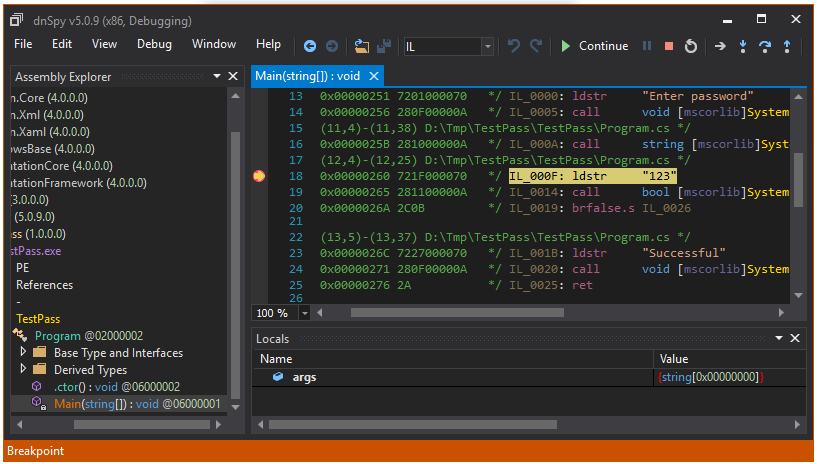 dnSpy v5.0.9 (x86, Debugging)
File Edit View Debug Window Help IL Continue
Assembly Explorer
n.Core (4.0.0.0)
n.Xml (4.0.0.0)
n.Xaml (4.0.0.0)
owsBase (4.0.0.0)
ntationCore (4.0.0.0)
ntationFramework (4.0.0.0)
(3.0.0.0)
(5.0.9.0)
ass (1.0.0.0)
stPass.exe
PE
References
-
TestPass
Program @02000002
Base Type and Interfaces
Derived Types
.ctor() : void @06000002
Main(string[]) : void @06000001
Main(string[]) : void
13 0x00000251 7201000070 */ IL_0000: ldstr "Enter password"
14 0x00000256 280F00000A */ IL_0005: call void [mscorlib]System
15 (11,4)-(11,38) D:\Tmp\TestPass\TestPass\Program.cs */
16 0x0000025B 281000000A */ IL_000A: call string [mscorlib]System
17 (12,4)-(12,25) D:\Tmp\TestPass\TestPass\Program.cs */
18 0x00000260 721F000070 */ IL_000F: ldstr "123"
19 0x00000265 281100000A */ IL_0014: call bool [mscorlib]System
20 0x0000026A 2C0B */ IL_0019: brfalse.s IL_0026
21
22 (13,5)-(13,37) D:\Tmp\TestPass\TestPass\Program.cs */
23 0x0000026C 7227000070 */ IL_001B: ldstr "Successful"
24 0x00000271 280F00000A */ IL_0020: call void [mscorlib]System
25 0x00000276 2A */ IL_0025: ret
26
100 %
Locals
Name Value
args {string[0x00000000]}
Breakpoint